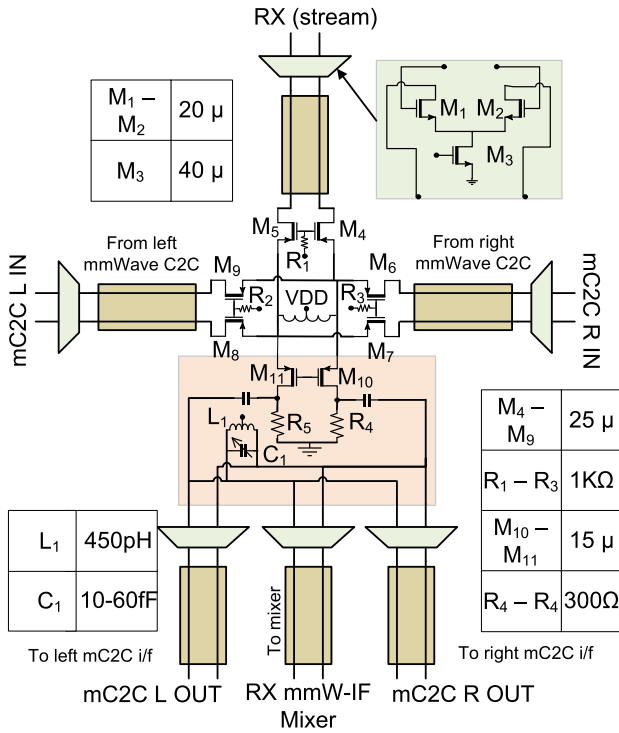 RX (stream)
M1 –
M2
20 µ
M3
40 µ
M1
M2
M3
M5
M4
R1
From left
mmWave C2C
From right
mmWave C2C
mC2C L IN
mC2C R IN
M9
M6
R2
VDD
R3
M8
M7
M11
M10
L1
R5
R4
C1
M4 –
M9
25 µ
R1 – R3
1KΩ
M10 –
M11
15 µ
R4 – R4
300Ω
L1
450pH
C1
10-60fF
To mixer
To left mC2C i/f
To right mC2C i/f
mC2C L OUT
RX mmW-IF
Mixer
mC2C R OUT